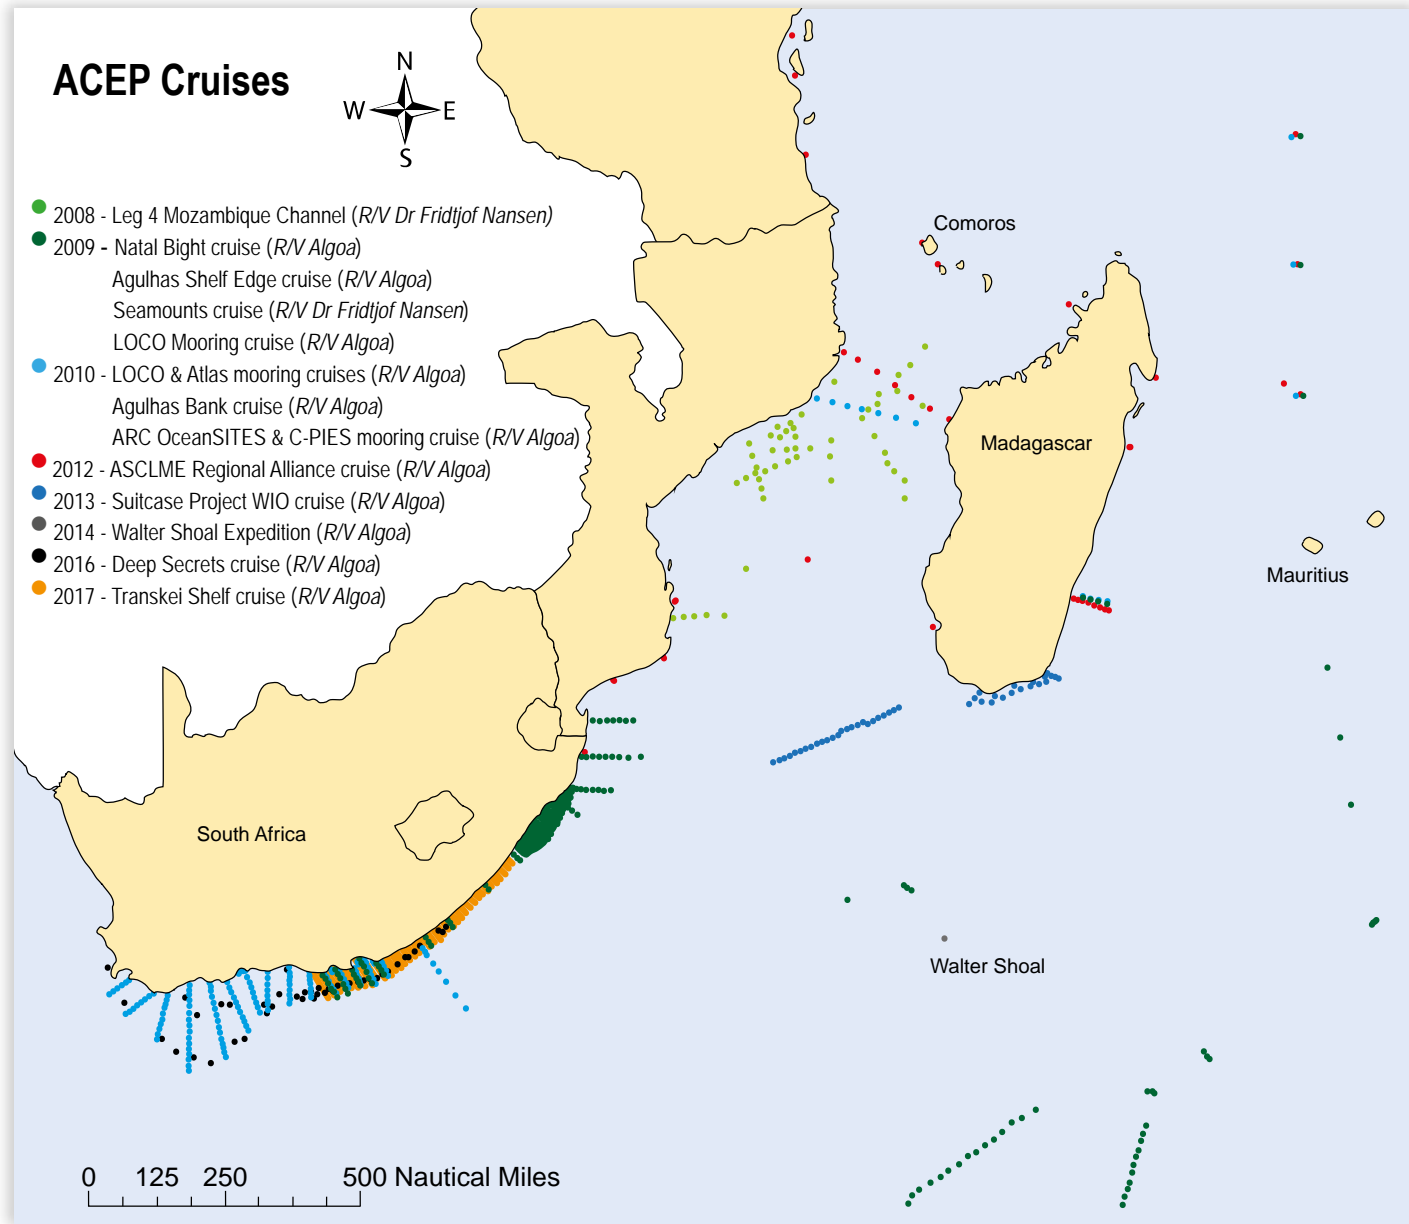 ACEP Cruises
N
W E
S
2008 - Leg 4 Mozambique Channel (R/V Dr Fridtjof Nansen)
2009 - Natal Bight cruise (R/V Algoa)
Agulhas Shelf Edge cruise (R/V Algoa)
Seamounts cruise (R/V Dr Fridtjof Nansen)
LOCO Mooring cruise (R/V Algoa)
2010 - LOCO & Atlas mooring cruises (R/V Algoa)
Agulhas Bank cruise (R/V Algoa)
ARC OceanSITES & C-PIES mooring cruise (R/V Algoa)
2012 - ASCLME Regional Alliance cruise (R/V Algoa)
2013 - Suitcase Project WIO cruise (R/V Algoa)
2014 - Walter Shoal Expedition (R/V Algoa)
2016 - Deep Secrets cruise (R/V Algoa)
2017 - Transkei Shelf cruise (R/V Algoa)
Comoros
Madagascar
Mauritius
South Africa
Walter Shoal
0 125 250 500 Nautical Miles